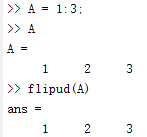 >> A = 1:3;
>> A
A =
1 2 3
>> flipud(A)
ans =
1 2 3